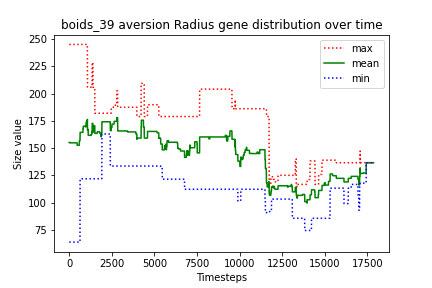 boids_39 aversion Radius gene distribution over time
max
mean
min
Size value
250
225
200
175
150
125
100
75
0
2500
5000
7500
10000
12500
15000
17500
Timesteps